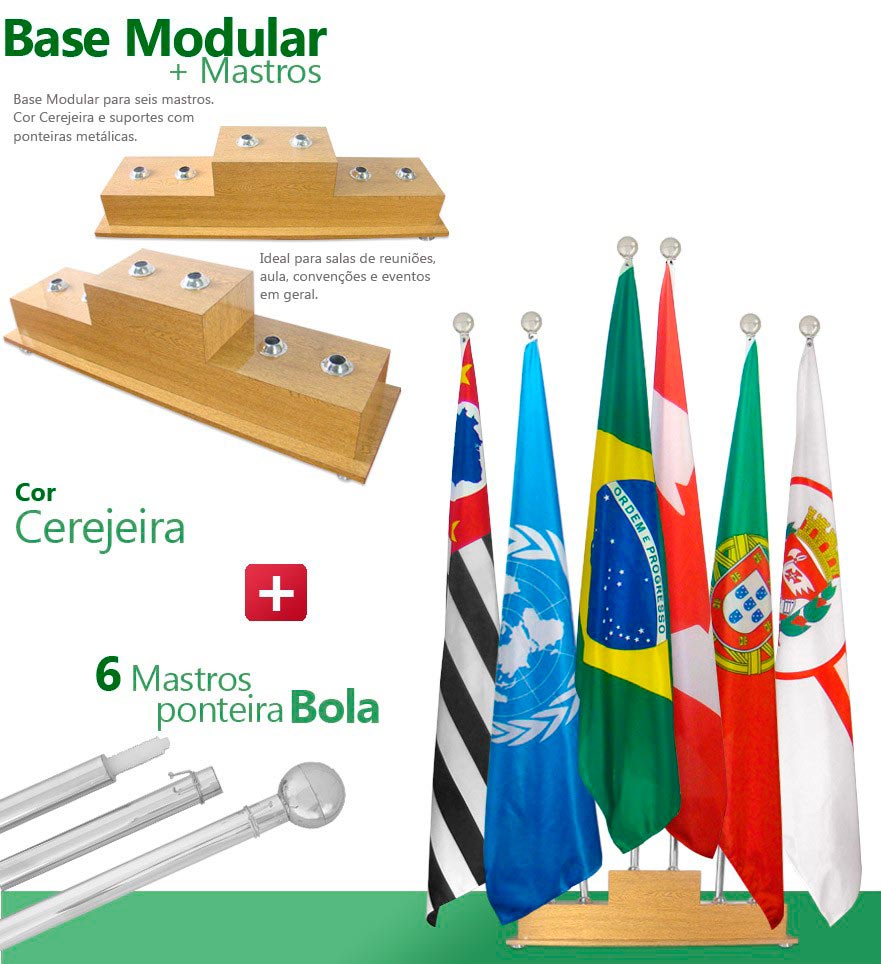 Base Modular
+ Mastros
Base Modular para seis mastros.
Cor Cerejeira e suportes com
ponteiras metálicas.
Ideal para salas de reuniões,
aula, convenções e eventos
em geral.
Cor
Cerejeira
+
6 Mastros
ponteira Bola
ORDEM E PROGRESSO